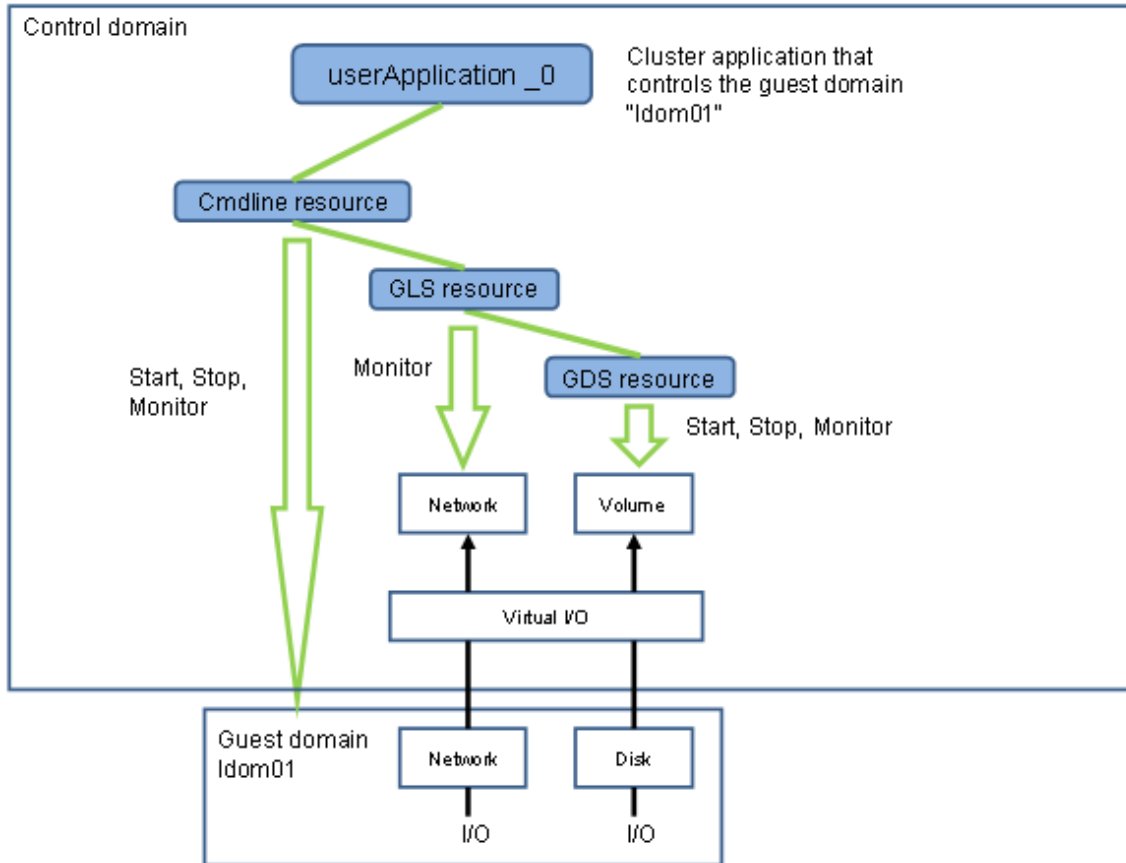 Control domain
userApplication _0
Cluster application that
controls the guest domain
"ldom01"
Cmdline resource
GLS resource
Start, Stop,
Monitor
Monitor
GDS resource
Start, Stop, Monitor
Network
Volume
Virtual I/O
Guest domain
ldom01
Network
Disk
I/O
I/O